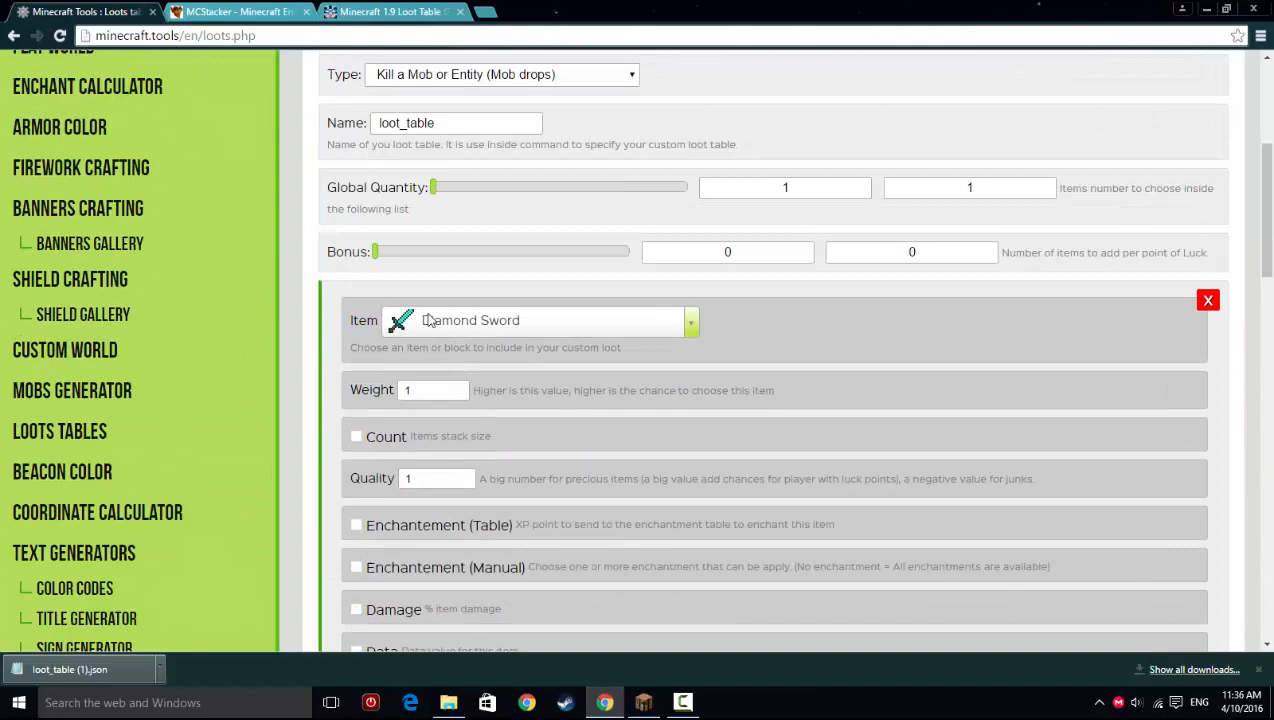 Minecraft Tools : Loots tab
MCStacker - Minecraft En
Minecraft 1.9 Loot Table G
minecraft.tools/en/loots.php
ENCHANT CALCULATOR
ARMOR COLOR
FIREWORK CRAFTING
BANNERS CRAFTING
BANNERS GALLERY
SHIELD CRAFTING
SHIELD GALLERY
CUSTOM WORLD
MOBS GENERATOR
LOOTS TABLES
BEACON COLOR
COORDINATE CALCULATOR
TEXT GENERATORS
COLOR CODES
TITLE GENERATOR
SIGN GENERATOR
Type: Kill a Mob or Entity (Mob drops)
Name: loot_table
Name of you loot table. It is use inside command to specify your custom loot table.
Global Quantity: 1 1 Items number to choose inside
the following list
Bonus: 0 0 Number of items to add per point of Luck.
X
Item Diamond Sword
Choose an item or block to include in your custom loot
Weight 1 Higher is this value, higher is the chance to choose this item
Count Items stack size
Quality 1 A big number for precious items (a big value add chances for player with luck points), a negative value for junks.
Enchantement (Table) XP point to send to the enchantment table to enchant this item
Enchantement (Manual) Choose one or more enchantment that can be apply. (No enchantment = All enchantments are available)
Damage % item damage
Data Data value for this item
loot_table (1).json
Show all downloads...
Search the web and Windows
ENG
11:36 AM
4/10/2016